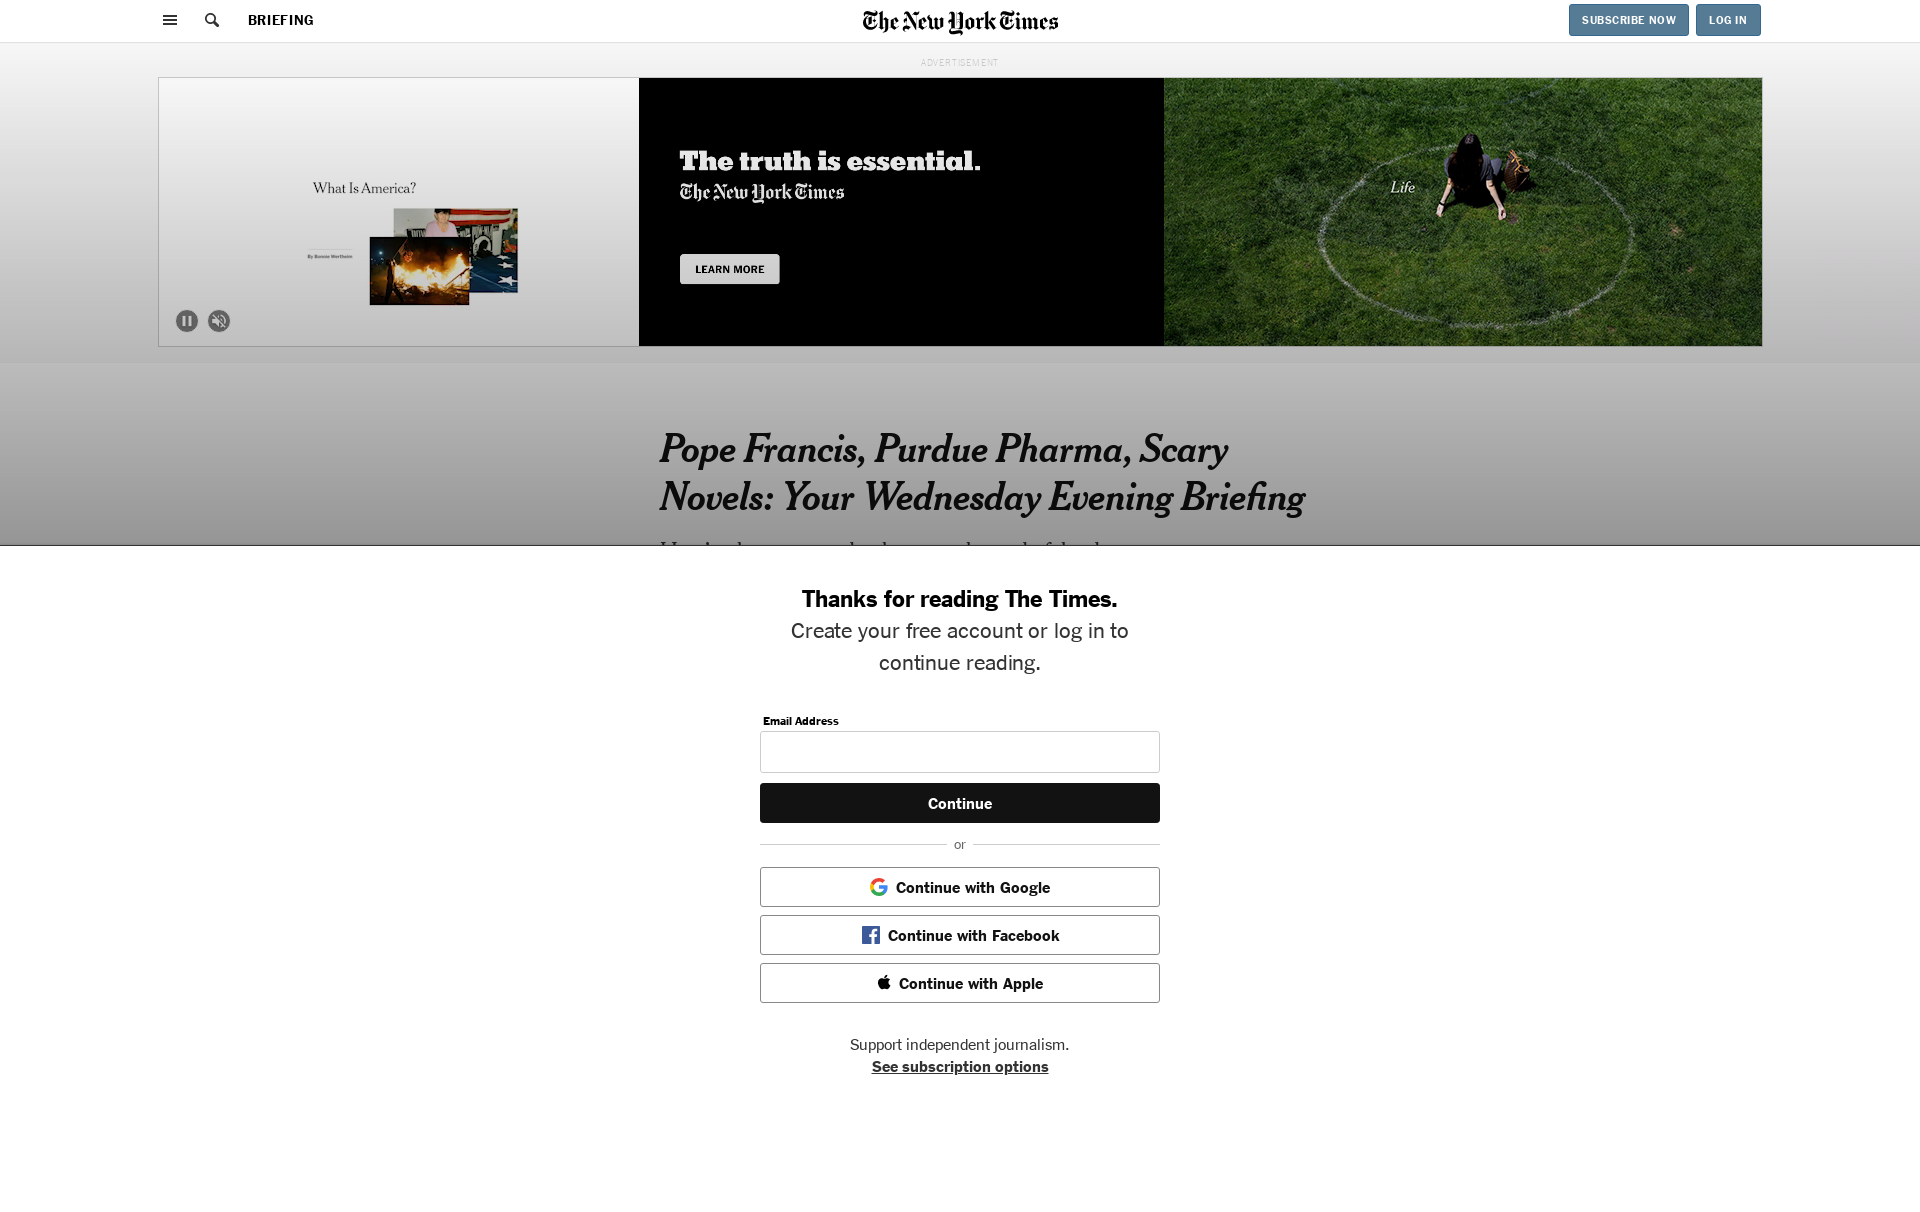 BRIEFING
The New York Times
SUBSCRIBE NOW
LOG IN
ADVERTISEMENT
What Is America?
By Bonnie Wertheim
The truth is essential.
The New York Times
LEARN MORE
Life
Pope Francis, Purdue Pharma, Scary
Novels: Your Wednesday Evening Briefing
Thanks for reading The Times.
Create your free account or log in to
continue reading.
Email Address
Continue
or
Continue with Google
Continue with Facebook
Continue with Apple
Support independent journalism.
See subscription options